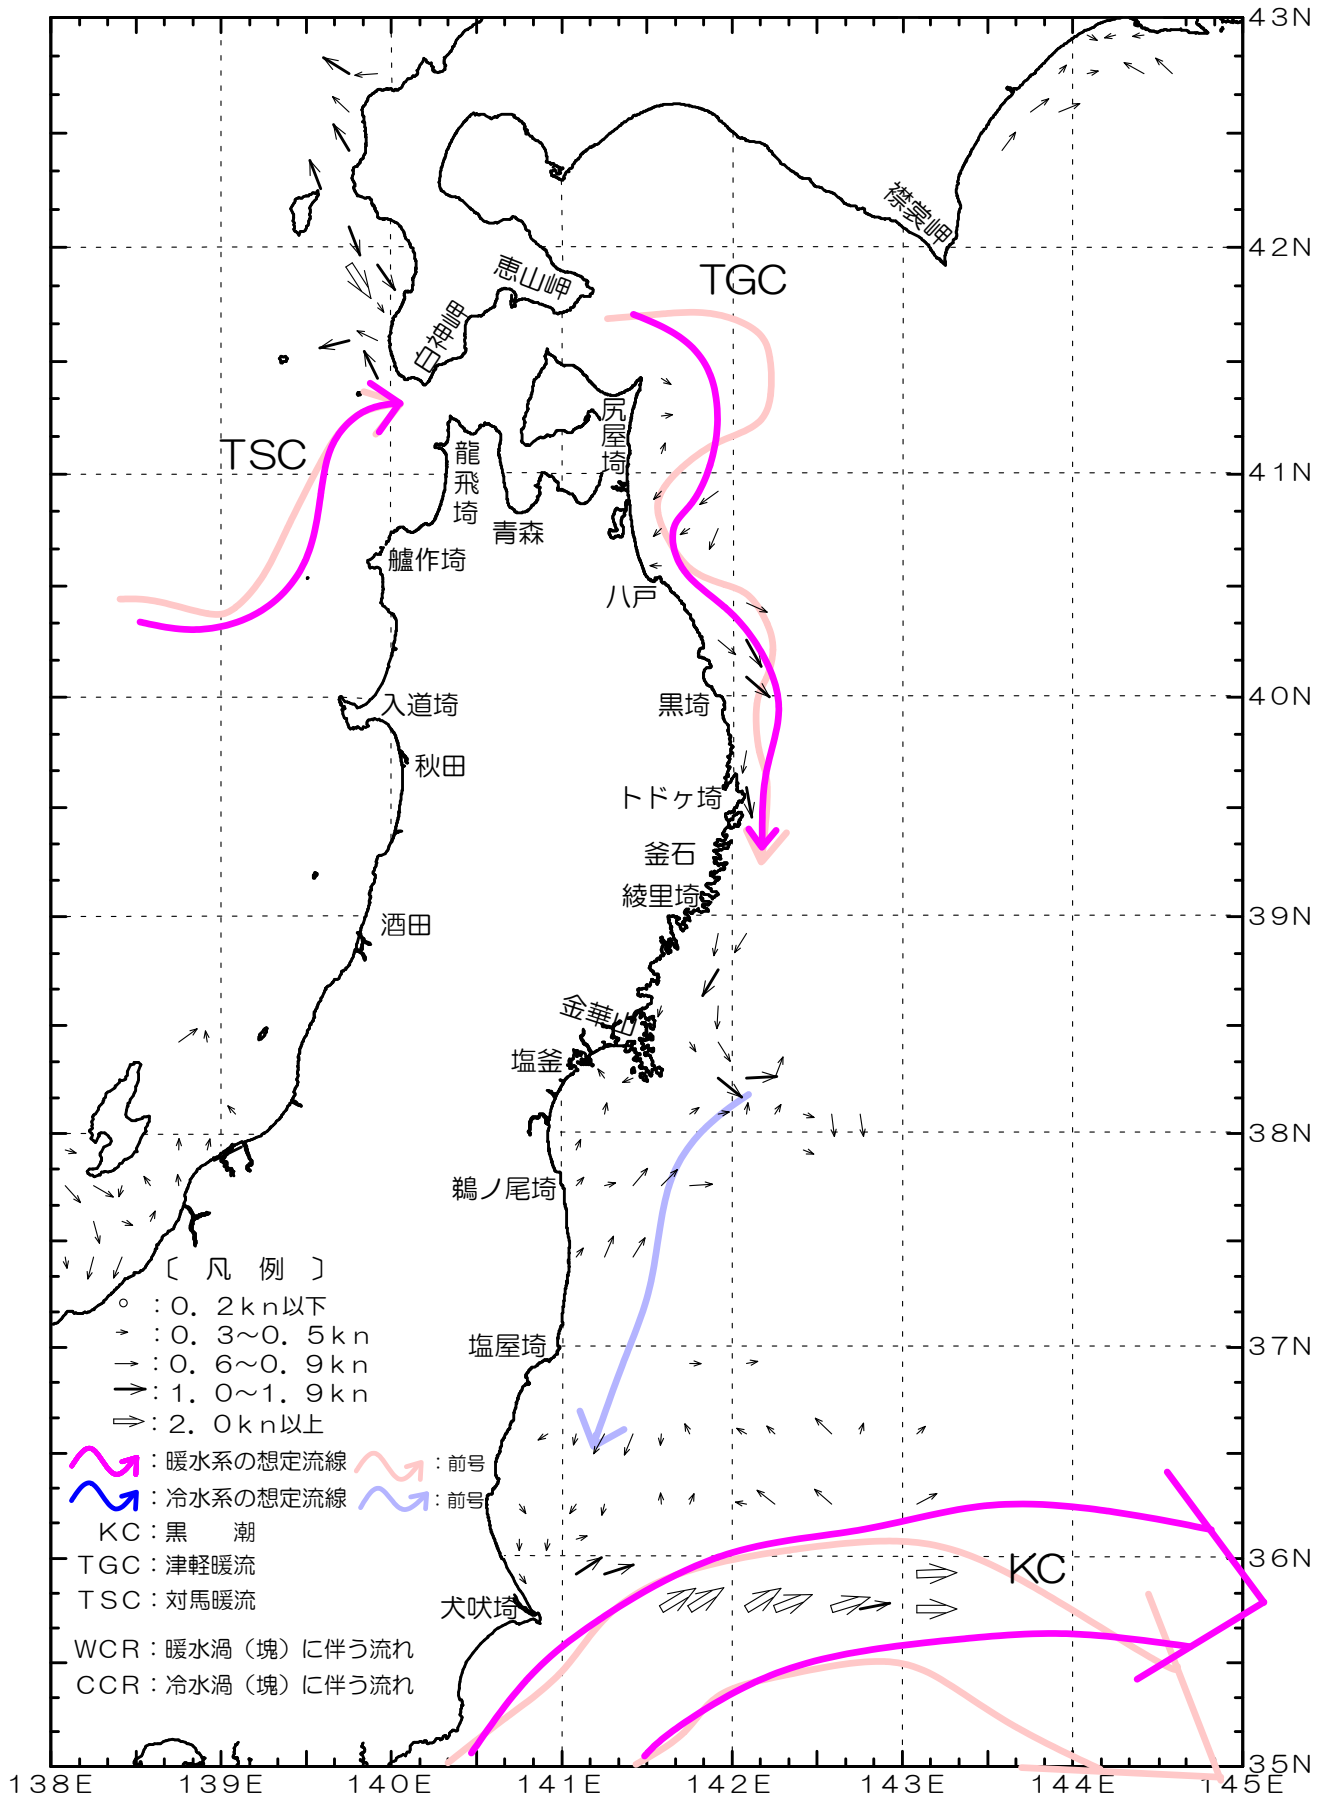 43N
襟裳岬
42N
恵山岬
TGC
白神岬
尻屋埼
TSC
龍飛埼
41N
青森
艫作埼
八戸
入道埼
黒埼
40N
秋田
トドヶ埼
釜石
綾里埼
39N
酒田
金華山
塩釜
38N
鵜ノ尾埼
〔 凡 例 〕
○ :0. 2kn以下
:0. 3~0. 5kn
:0. 6~0. 9kn
:1. 0~1. 9kn
:2. 0kn以上
塩屋埼
37N
:暖水系の想定流線 :前号
:冷水系の想定流線 :前号
KC:黒 潮
TGC:津軽暖流
TSC:対馬暖流
WCR:暖水渦(塊)に伴う流れ
CCR:冷水渦(塊)に伴う流れ
36N
KC
犬吠埼
35N
138E 139E 140E 141E 142E 143E 144E 145E